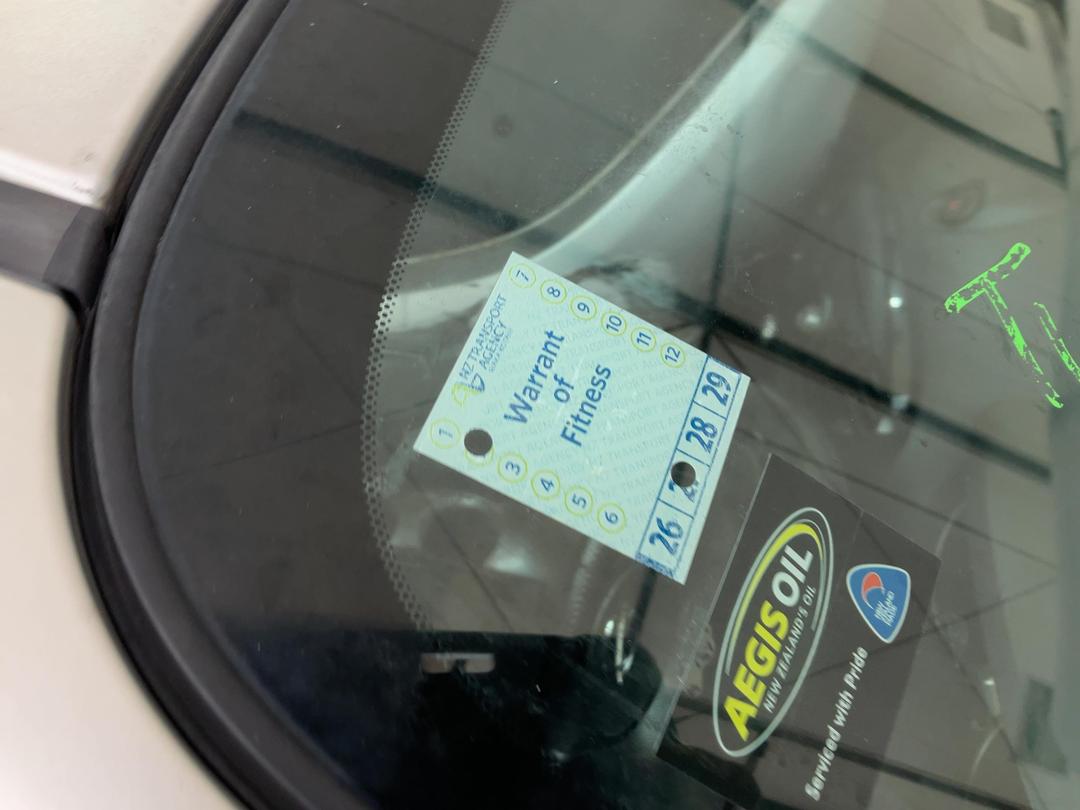 NZ TRANSPORT
AGENCY
Warrant
of
Fitness
1
3
4
5
6
7
8
9
10
11
12
26 28 29
AEGIS OIL
NEW ZEALAND'S OIL
Serviced with Pride